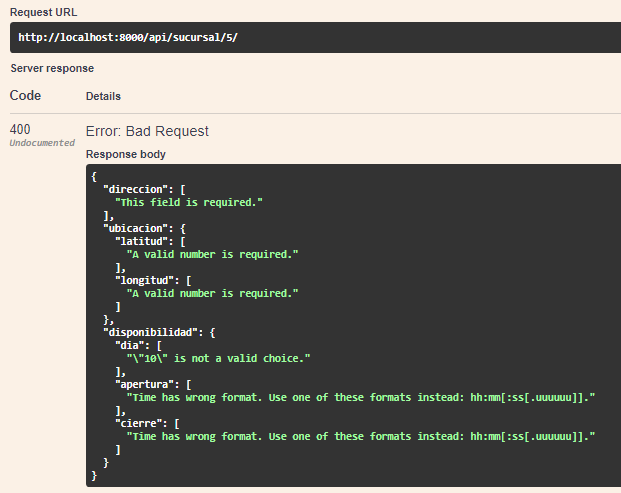 Request URL
http://localhost:8000/api/sucursal/5/
Server response
Code Details
400 Error: Bad Request
Undocumented
Response body
{
  "direccion": [
    "This field is required."
  ],
  "ubicacion": {
    "latitud": [
      "A valid number is required."
    ],
    "longitud": [
      "A valid number is required."
    ]
  },
  "disponibilidad": {
    "dia": [
      "\"10\" is not a valid choice."
    ],
    "apertura": [
      "Time has wrong format. Use one of these formats instead: hh:mm[:ss[.uuuuuu]]."
    ],
    "cierre": [
      "Time has wrong format. Use one of these formats instead: hh:mm[:ss[.uuuuuu]]."
    ]
  }
}